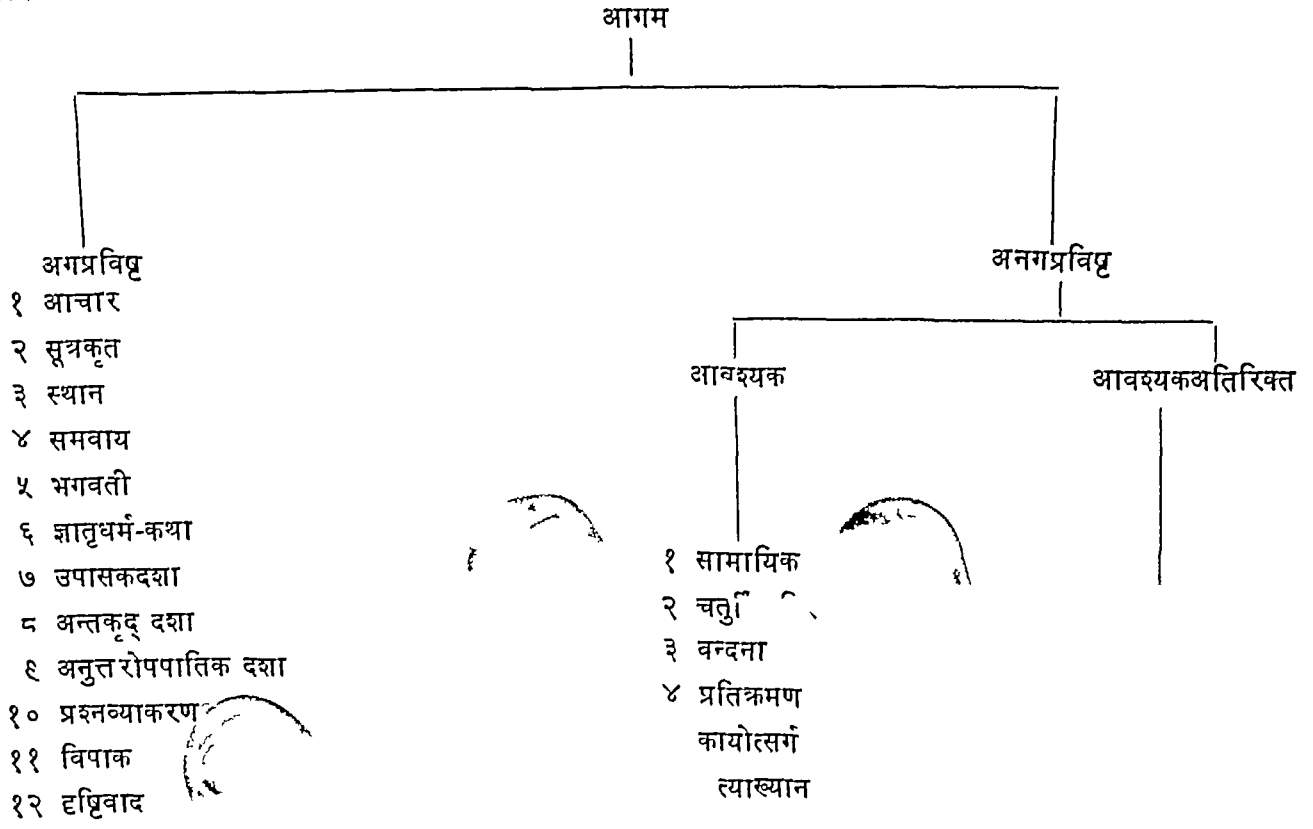 आगम
अगप्रविष्ट
१ आचार
२ सूत्रकृत
३ स्थान
४ समवाय
५ भगवती
६ ज्ञातृधर्म-कथा
७ उपासकदशा
८ अन्तकृद् दशा
९ अनुत्तरोपपातिक दशा
१० प्रश्नव्याकरण
११ विपाक
१२ दृष्टिवाद
अनगप्रविष्ट
आवश्यक
१ सामायिक
२
३ वन्दना
४ प्रतिक्रमण
कायोत्सर्ग
त्याख्यान
आवश्यकअतिरिक्त